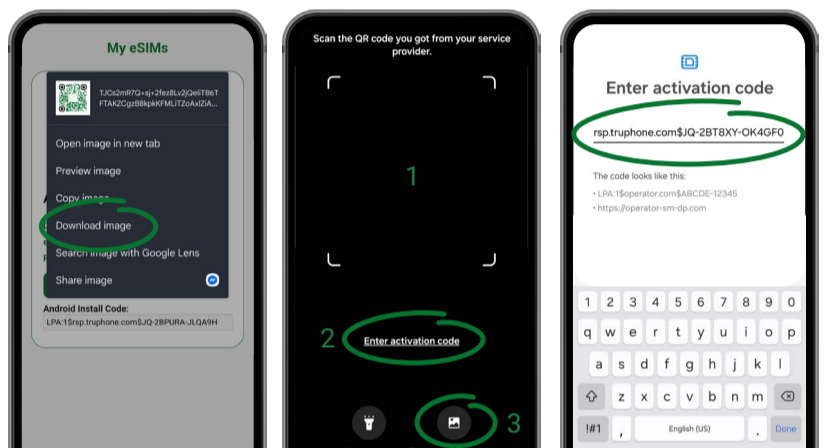 My eSIMs
TJCs2mR7Q+sj+2fez8Lv2jQeliTB6T
FTAKZCgzB8kpkKFMLiTZoAxIZiA...
Open image in new tab
Preview image
Copy image
Download image
Search image with Google Lens
Share image
Android Install Code:
LPA:1$rsp.truphone.com$JQ-2BPURA-JLQA9H
Scan the QR code you got from your service
provider.
1
2
Enter activation code
3
Enter activation code
rsp.truphone.com$JQ-2BT8XY-OK4GF0
The code looks like this:
• LPA:1$operator.com$ABCDE-12345
• https://operator-sm-dp.com
1 2 3 4 5 6 7 8 9 0
q w e r t y u i o p
a s d f g h j k l
z x c v b n m
!#1 , English (US) . Done